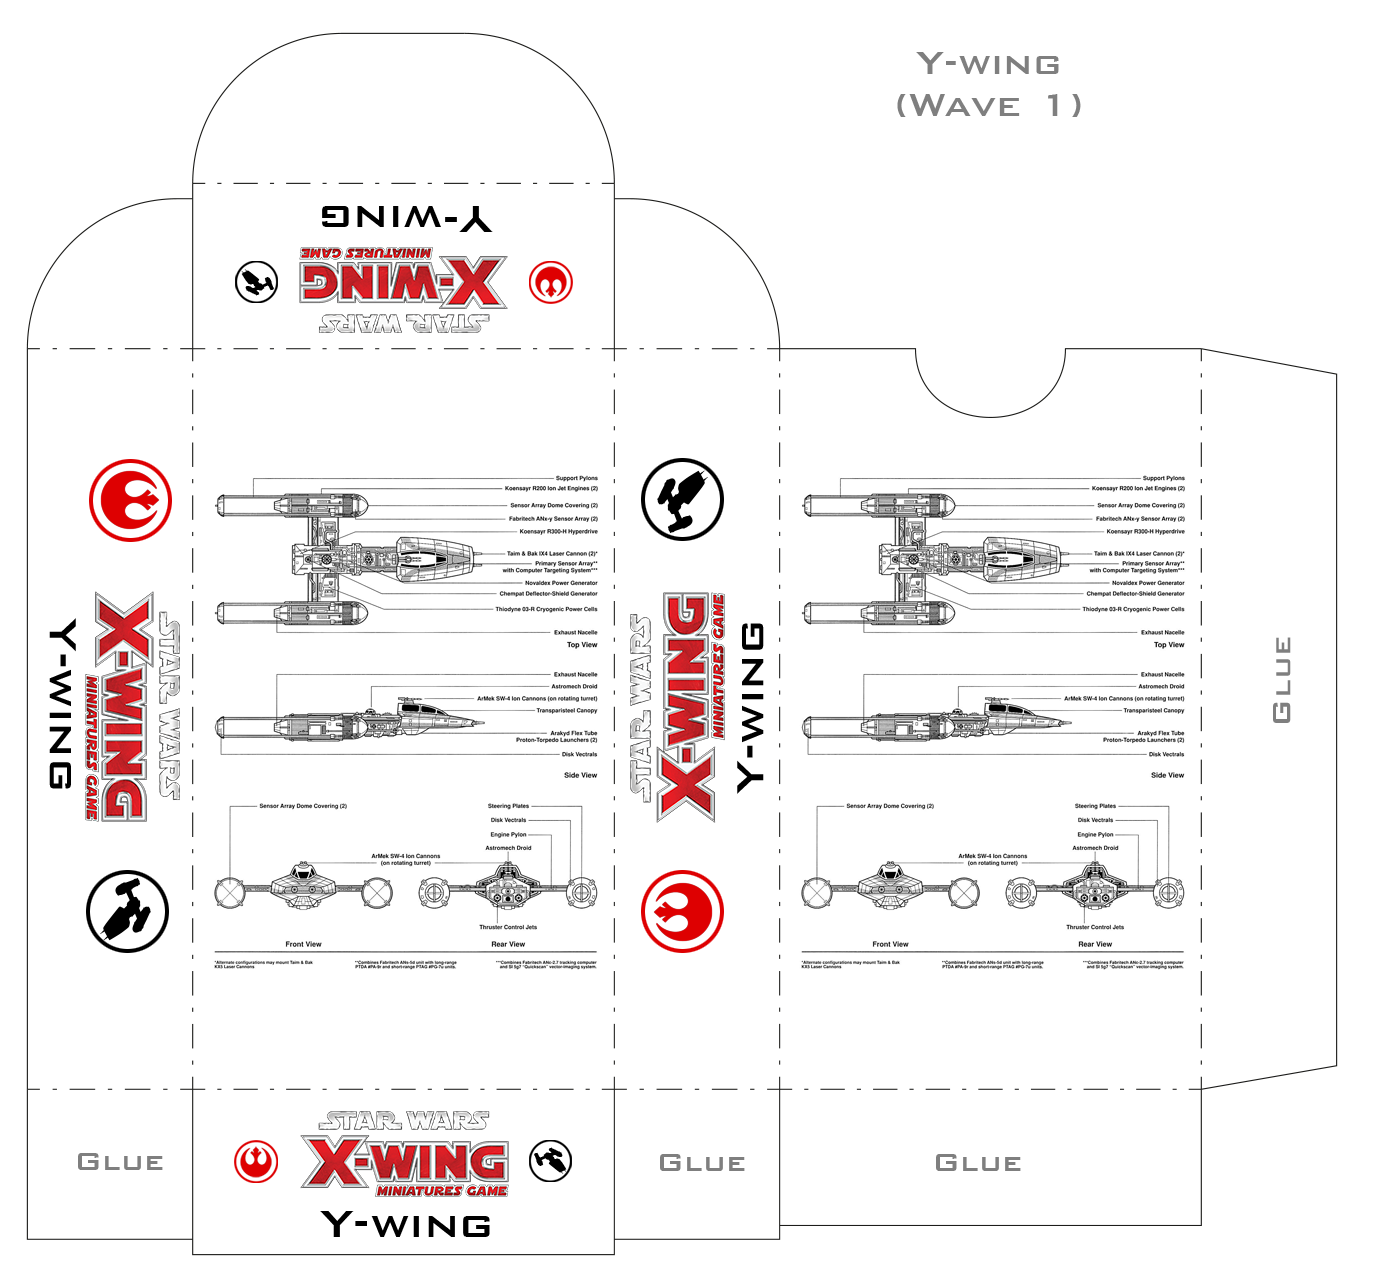 Y-WING
(WAVE 1)
Y-WING
X-WING
MINIATURES GAME
STAR WARS
Support Pylons
Koensayr R200 Ion Jet Engines (2)
Sensor Array Dome Covering (2)
Fabritech ANx-y Sensor Array (2)
Koensayr R300-H Hyperdrive
Taim & Bak IX4 Laser Cannon (2)*
Primary Sensor Array**
with Computer Targeting System***
Novaldex Power Generator
Chempat Deflector-Shield Generator
Thiodyne 03-R Cryogenic Power Cells
Exhaust Nacelle
Top View
Exhaust Nacelle
Astromech Droid
ArMek SW-4 Ion Cannons (on rotating turret)
Transparisteel Canopy
Arakyd Flex Tube
Proton-Torpedo Launchers (2)
Disk Vectrals
Side View
Sensor Array Dome Covering (2)
Steering Plates
Disk Vectrals
Engine Pylon
Astromech Droid
ArMek SW-4 Ion Cannons
(on rotating turret)
Thruster Control Jets
Front View
Rear View
*Alternate configurations may mount Taim & Bak
KX5 Laser Cannons
**Combines Fabritech ANs-5d unit with long-range
PTDA #PA-9r and short-range PTAG #PG-7u units.
***Combines Fabritech ANc-2.7 tracking computer
and SI 5g7 "Quickscan" vector-imaging system.
Support Pylons
Koensayr R200 Ion Jet Engines (2)
Sensor Array Dome Covering (2)
Fabritech ANx-y Sensor Array (2)
Koensayr R300-H Hyperdrive
Taim & Bak IX4 Laser Cannon (2)*
Primary Sensor Array**
with Computer Targeting System***
Novaldex Power Generator
Chempat Deflector-Shield Generator
Thiodyne 03-R Cryogenic Power Cells
Exhaust Nacelle
Top View
Exhaust Nacelle
Astromech Droid
ArMek SW-4 Ion Cannons (on rotating turret)
Transparisteel Canopy
Arakyd Flex Tube
Proton-Torpedo Launchers (2)
Disk Vectrals
Side View
Sensor Array Dome Covering (2)
Steering Plates
Disk Vectrals
Engine Pylon
Astromech Droid
ArMek SW-4 Ion Cannons
(on rotating turret)
Thruster Control Jets
Front View
Rear View
*Alternate configurations may mount Taim & Bak
KX5 Laser Cannons
**Combines Fabritech ANs-5d unit with long-range
PTDA #PA-9r and short-range PTAG #PG-7u units.
***Combines Fabritech ANc-2.7 tracking computer
and SI 5g7 "Quickscan" vector-imaging system.
STAR WARS
X-WING
MINIATURES GAME
Y-WING
STAR WARS
X-WING
MINIATURES GAME
Y-WING
GLUE
GLUE
STAR WARS
X-WING
MINIATURES GAME
Y-WING
GLUE
GLUE